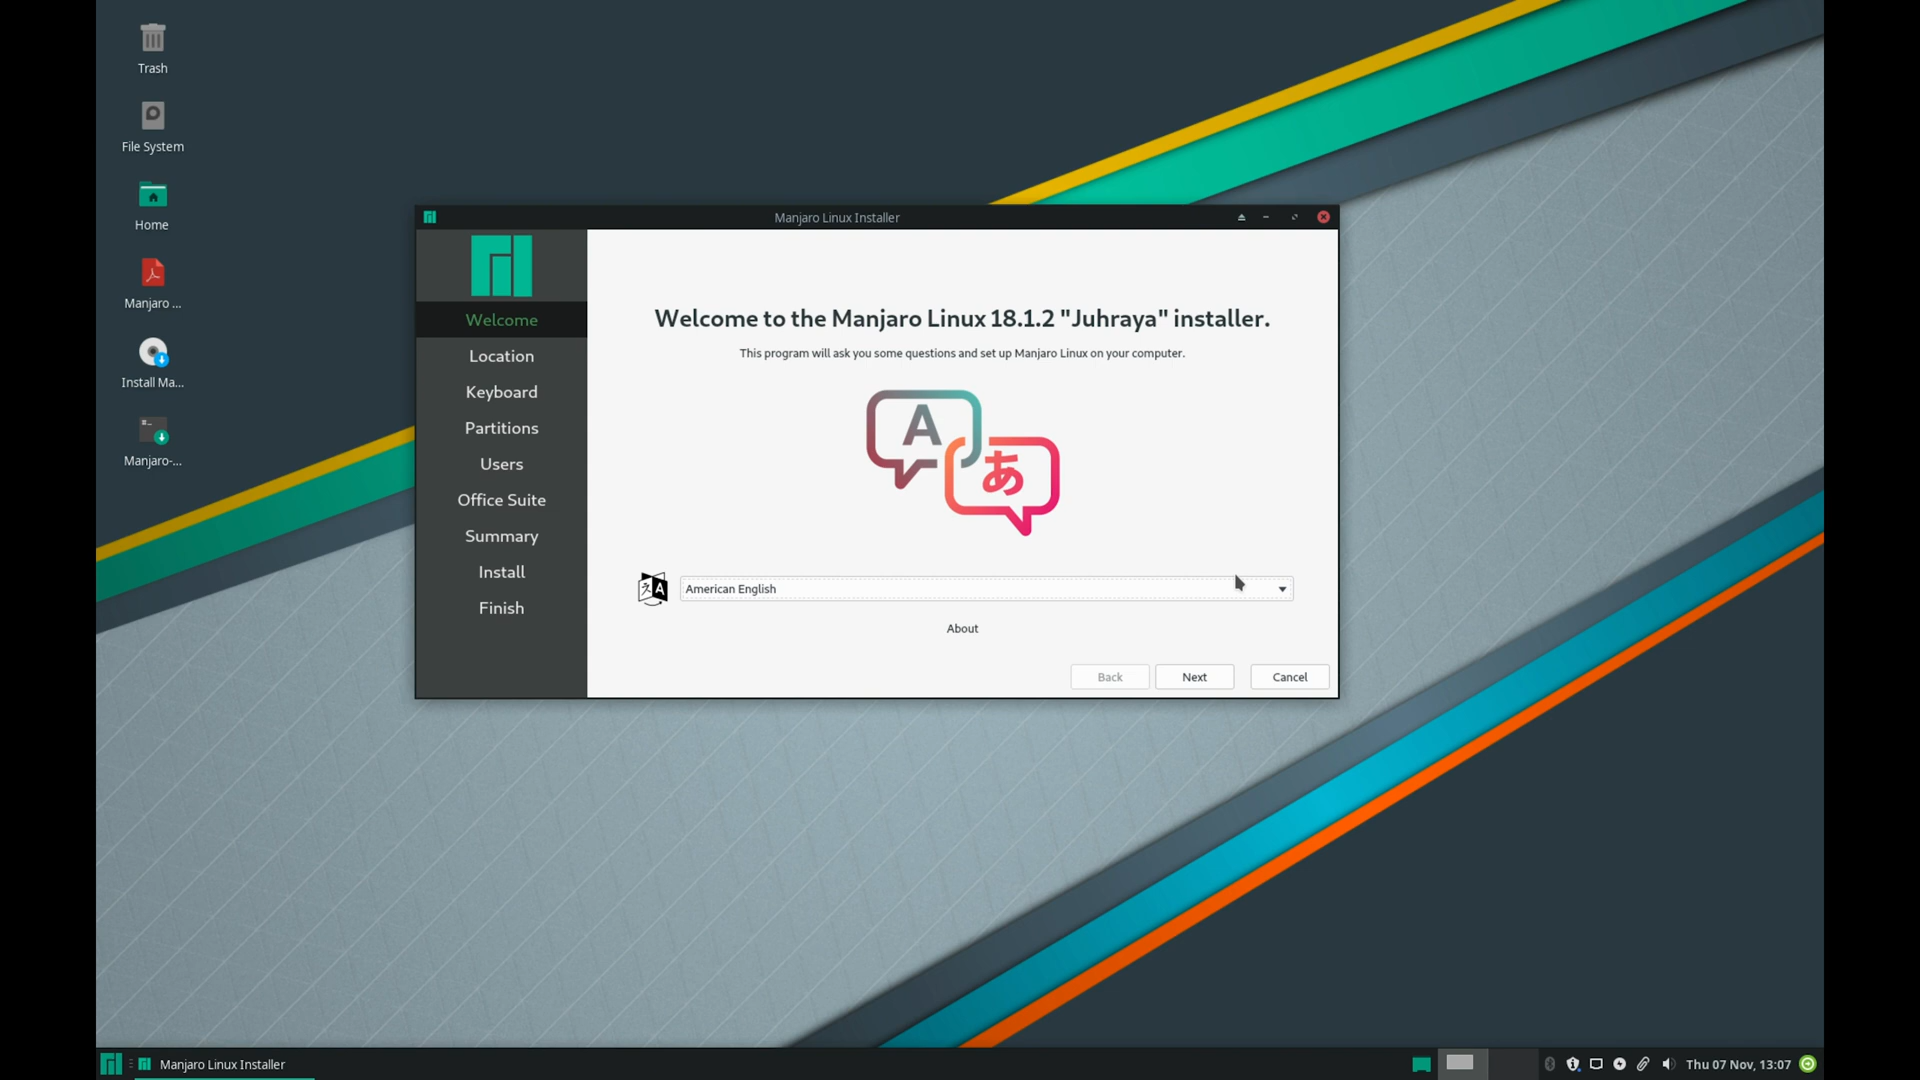 Trash
File System
Home
Manjaro ...
Install Ma...
Manjaro-...
Manjaro Linux Installer
Welcome
Location
Keyboard
Partitions
Users
Office Suite
Summary
Install
Finish
Welcome to the Manjaro Linux 18.1.2 "Juhraya" installer.
This program will ask you some questions and set up Manjaro Linux on your computer.
A
あ
American English
About
Back
Next
Cancel
Manjaro Linux Installer
Thu 07 Nov, 13:07